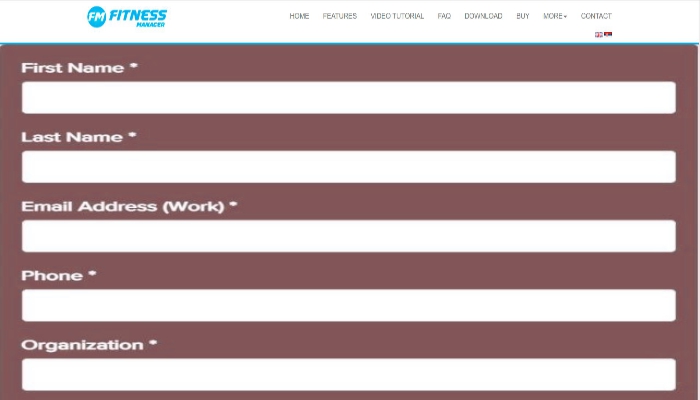 FM FITNESS MANAGER
HOME FEATURES VIDEO TUTORIAL FAQ DOWNLOAD BUY MORE CONTACT
First Name *
Last Name *
Email Address (Work) *
Phone *
Organization *